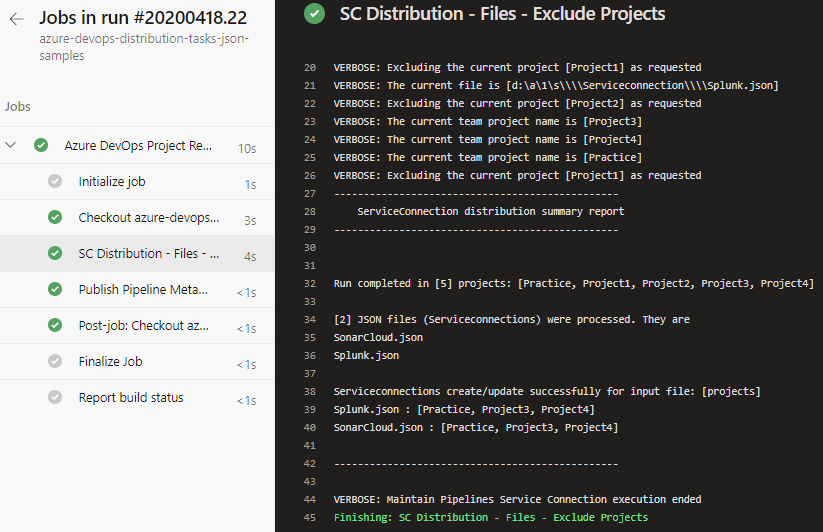 Jobs in run #20200418.22
azure-devops-distribution-tasks-json-
samples
Jobs
Azure DevOps Project Re... 10s
Initialize job 1s
Checkout azure-devops... 3s
SC Distribution - Files - ... 4s
Publish Pipeline Meta... <1s
Post-job: Checkout az... <1s
Finalize Job <1s
Report build status <1s
SC Distribution - Files - Exclude Projects
20 VERBOSE: Excluding the current project [Project1] as requested
21 VERBOSE: The current file is [d:\a\1\s\\\\Serviceconnection\\\\Splunk.json]
22 VERBOSE: Excluding the current project [Project2] as requested
23 VERBOSE: The current team project name is [Project3]
24 VERBOSE: The current team project name is [Project4]
25 VERBOSE: The current team project name is [Practice]
26 VERBOSE: Excluding the current project [Project1] as requested
27 ---------------------------------------------
28 ServiceConnection distribution summary report
29 ---------------------------------------------
30
31
32 Run completed in [5] projects: [Practice, Project1, Project2, Project3, Project4]
33
34 [2] JSON files (Serviceconnections) were processed. They are
35 SonarCloud.json
36 Splunk.json
37
38 Serviceconnections create/update successfully for input file: [projects]
39 Splunk.json : [Practice, Project3, Project4]
40 SonarCloud.json : [Practice, Project3, Project4]
41
42 ---------------------------------------------
43
44 VERBOSE: Maintain Pipelines Service Connection execution ended
45 Finishing: SC Distribution - Files - Exclude Projects